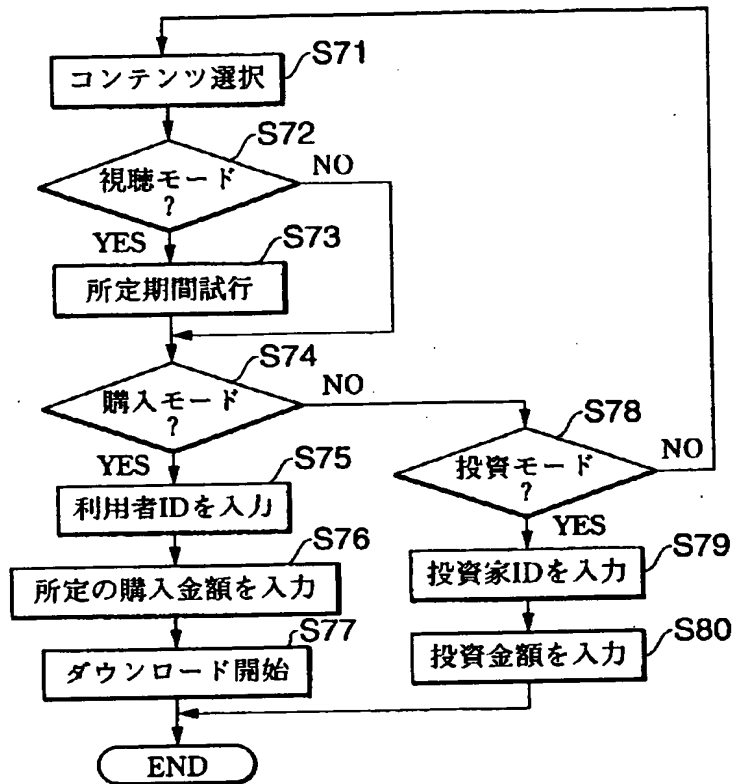 S71
コンテンツ選択
S72
視聴モード
?
NO
YES
S73
所定期間試行
S74
購入モード
?
NO
YES
S75
利用者IDを入力
S76
所定の購入金額を入力
S77
ダウンロード開始
S78
投資モード
?
NO
YES
S79
投資家IDを入力
S80
投資金額を入力
END